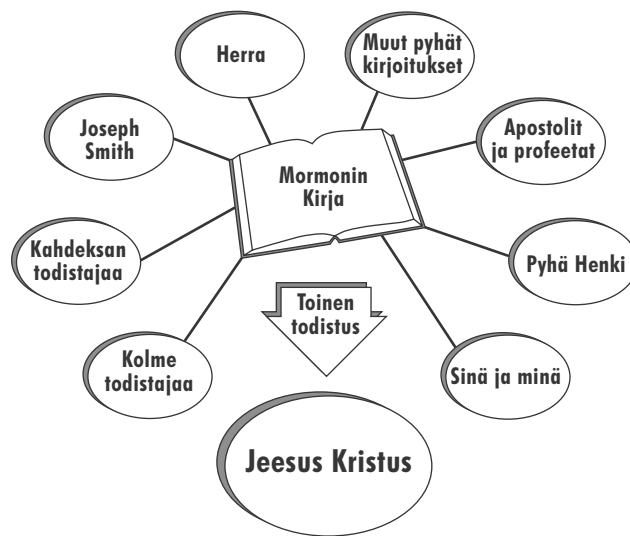 Herra
Muut pyhät
kirjoitukset
Joseph
Smith
Apostolit
ja profeetat
Mormonin
Kirja
Kahdeksan
todistajaa
Pyhä Henki
Toinen
todistus
Kolme
todistajaa
Sinä ja minä
Jeesus Kristus